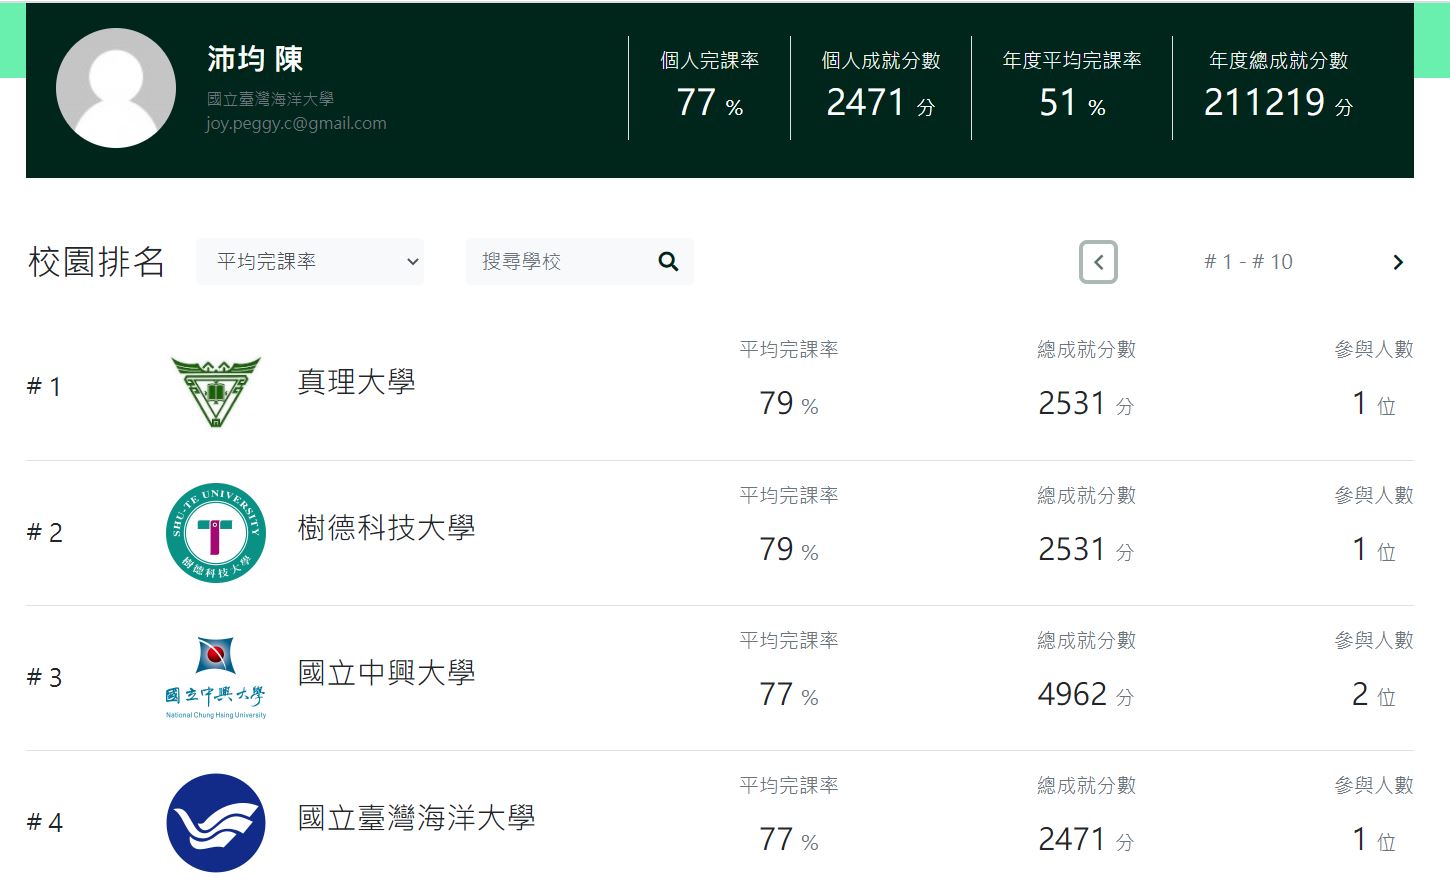 沛均 陳
國立臺灣海洋大學
joy.peggy.c@gmail.com
個人完課率
77 %
個人成就分數
2471 分
年度平均完課率
51 %
年度總成就分數
211219 分
校園排名
平均完課率
搜尋學校
# 1 - # 10
# 1
真理大學
平均完課率
79 %
總成就分數
2531 分
參與人數
1 位
# 2
SHU-TE UNIVERSITY
樹德科技大學
樹德科技大學
平均完課率
79 %
總成就分數
2531 分
參與人數
1 位
# 3
國立中興大學
National Chung Hsing University
國立中興大學
平均完課率
77 %
總成就分數
4962 分
參與人數
2 位
# 4
國立臺灣海洋大學
平均完課率
77 %
總成就分數
2471 分
參與人數
1 位